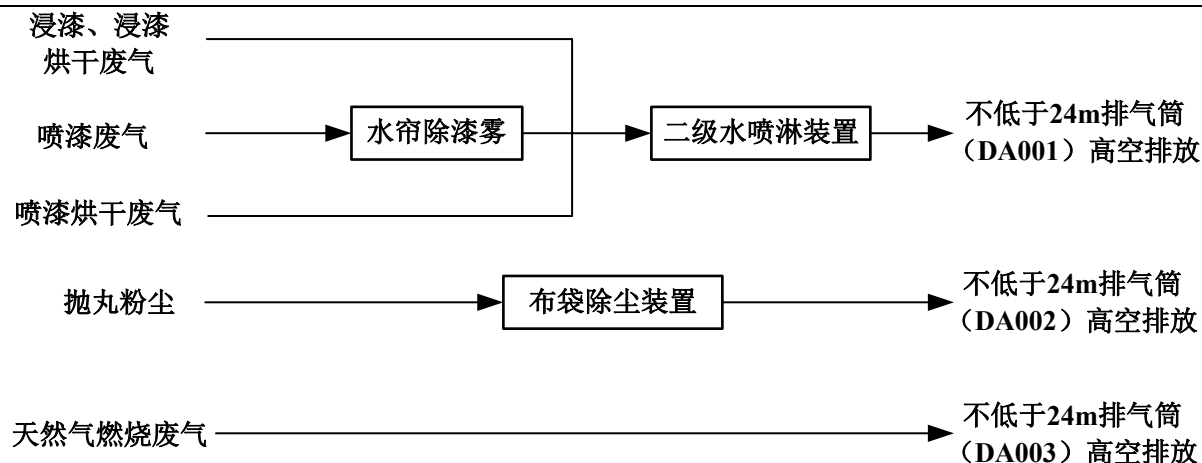 浸漆、浸漆
烘干废气
喷漆废气
水帘除漆雾
二级水喷淋装置
不低于24m排气筒
（DA001）高空排放
喷漆烘干废气
抛丸粉尘
布袋除尘装置
不低于24m排气筒
（DA002）高空排放
天然气燃烧废气
不低于24m排气筒
（DA003）高空排放